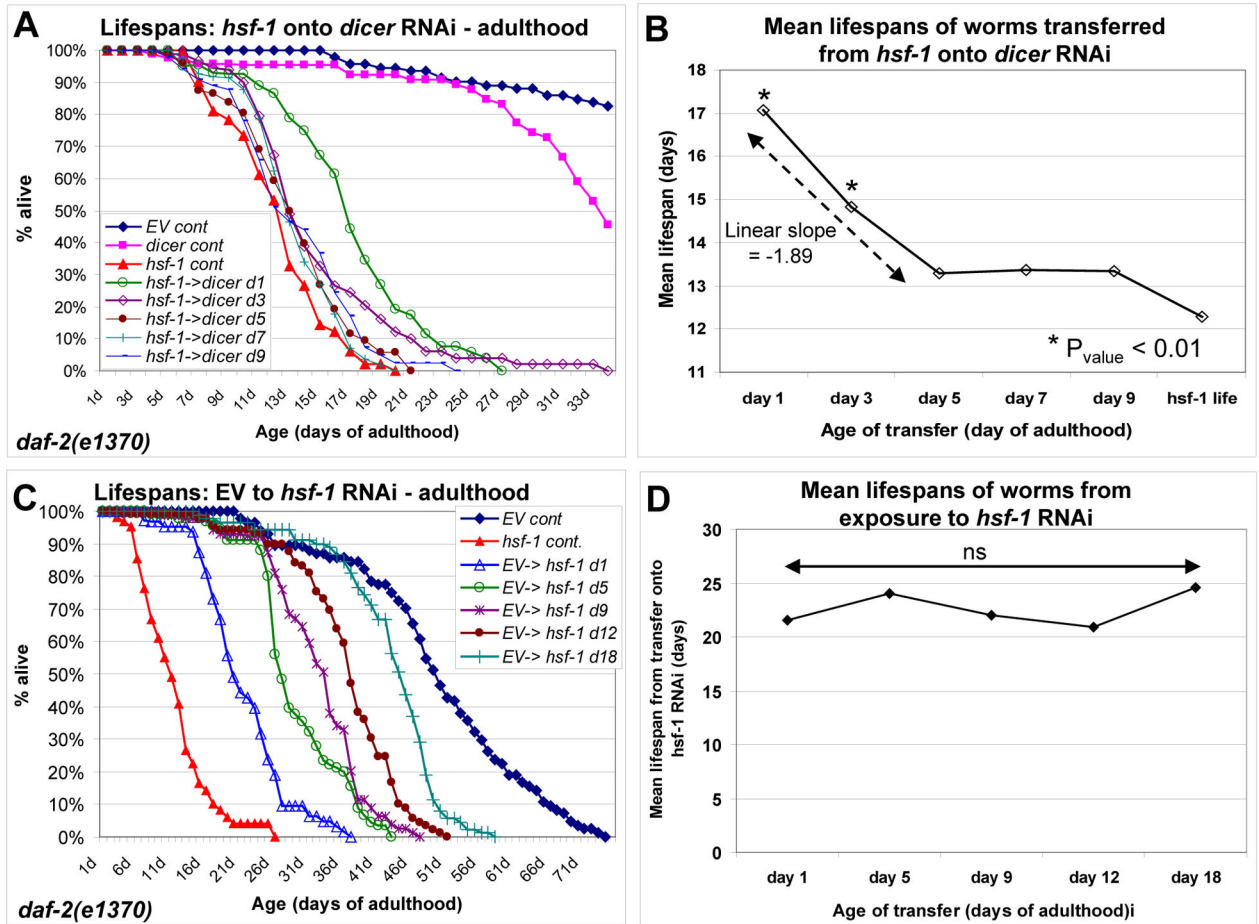 A
Lifespans: hsf-1 onto dicer RNAi - adulthood
100%
90%
80%
70%
60%
50%
40%
30%
20%
10%
0%
% alive
EV cont
dicer cont
hsf-1 cont
hsf-1->dicer d1
hsf-1->dicer d3
hsf-1->dicer d5
hsf-1->dicer d7
hsf-1->dicer d9
1d
3d
5d
7d
9d
11d
13d
15d
17d
19d
21d
23d
25d
27d
29d
31d
33d
Age (days of adulthood)
daf-2(e1370)
B
Mean lifespans of worms transferred
from hsf-1 onto dicer RNAi
18
17
16
15
14
13
12
11
Mean lifespan (days)
*
*
Linear slope
= -1.89
* Pvalue < 0.01
day 1
day 3
day 5
day 7
day 9
hsf-1 life
Age of transfer (day of adulthood)
C
Lifespans: EV to hsf-1 RNAi - adulthood
100%
90%
80%
70%
60%
50%
40%
30%
20%
10%
0%
% alive
EV cont
hsf-1 cont.
EV-> hsf-1 d1
EV-> hsf-1 d5
EV-> hsf-1 d9
EV-> hsf-1 d12
EV-> hsf-1 d18
1d
6d
11d
16d
21d
26d
31d
36d
41d
46d
51d
56d
61d
66d
71d
Age (days of adulthood)
daf-2(e1370)
D
Mean lifespans of worms from
exposure to hsf-1 RNAi
30
25
20
15
10
5
0
Mean lifespan from transfer onto
hsf-1 RNAi (days)
ns
day 1
day 5
day 9
day 12
day 18
Age of transfer (days of adulthood)i